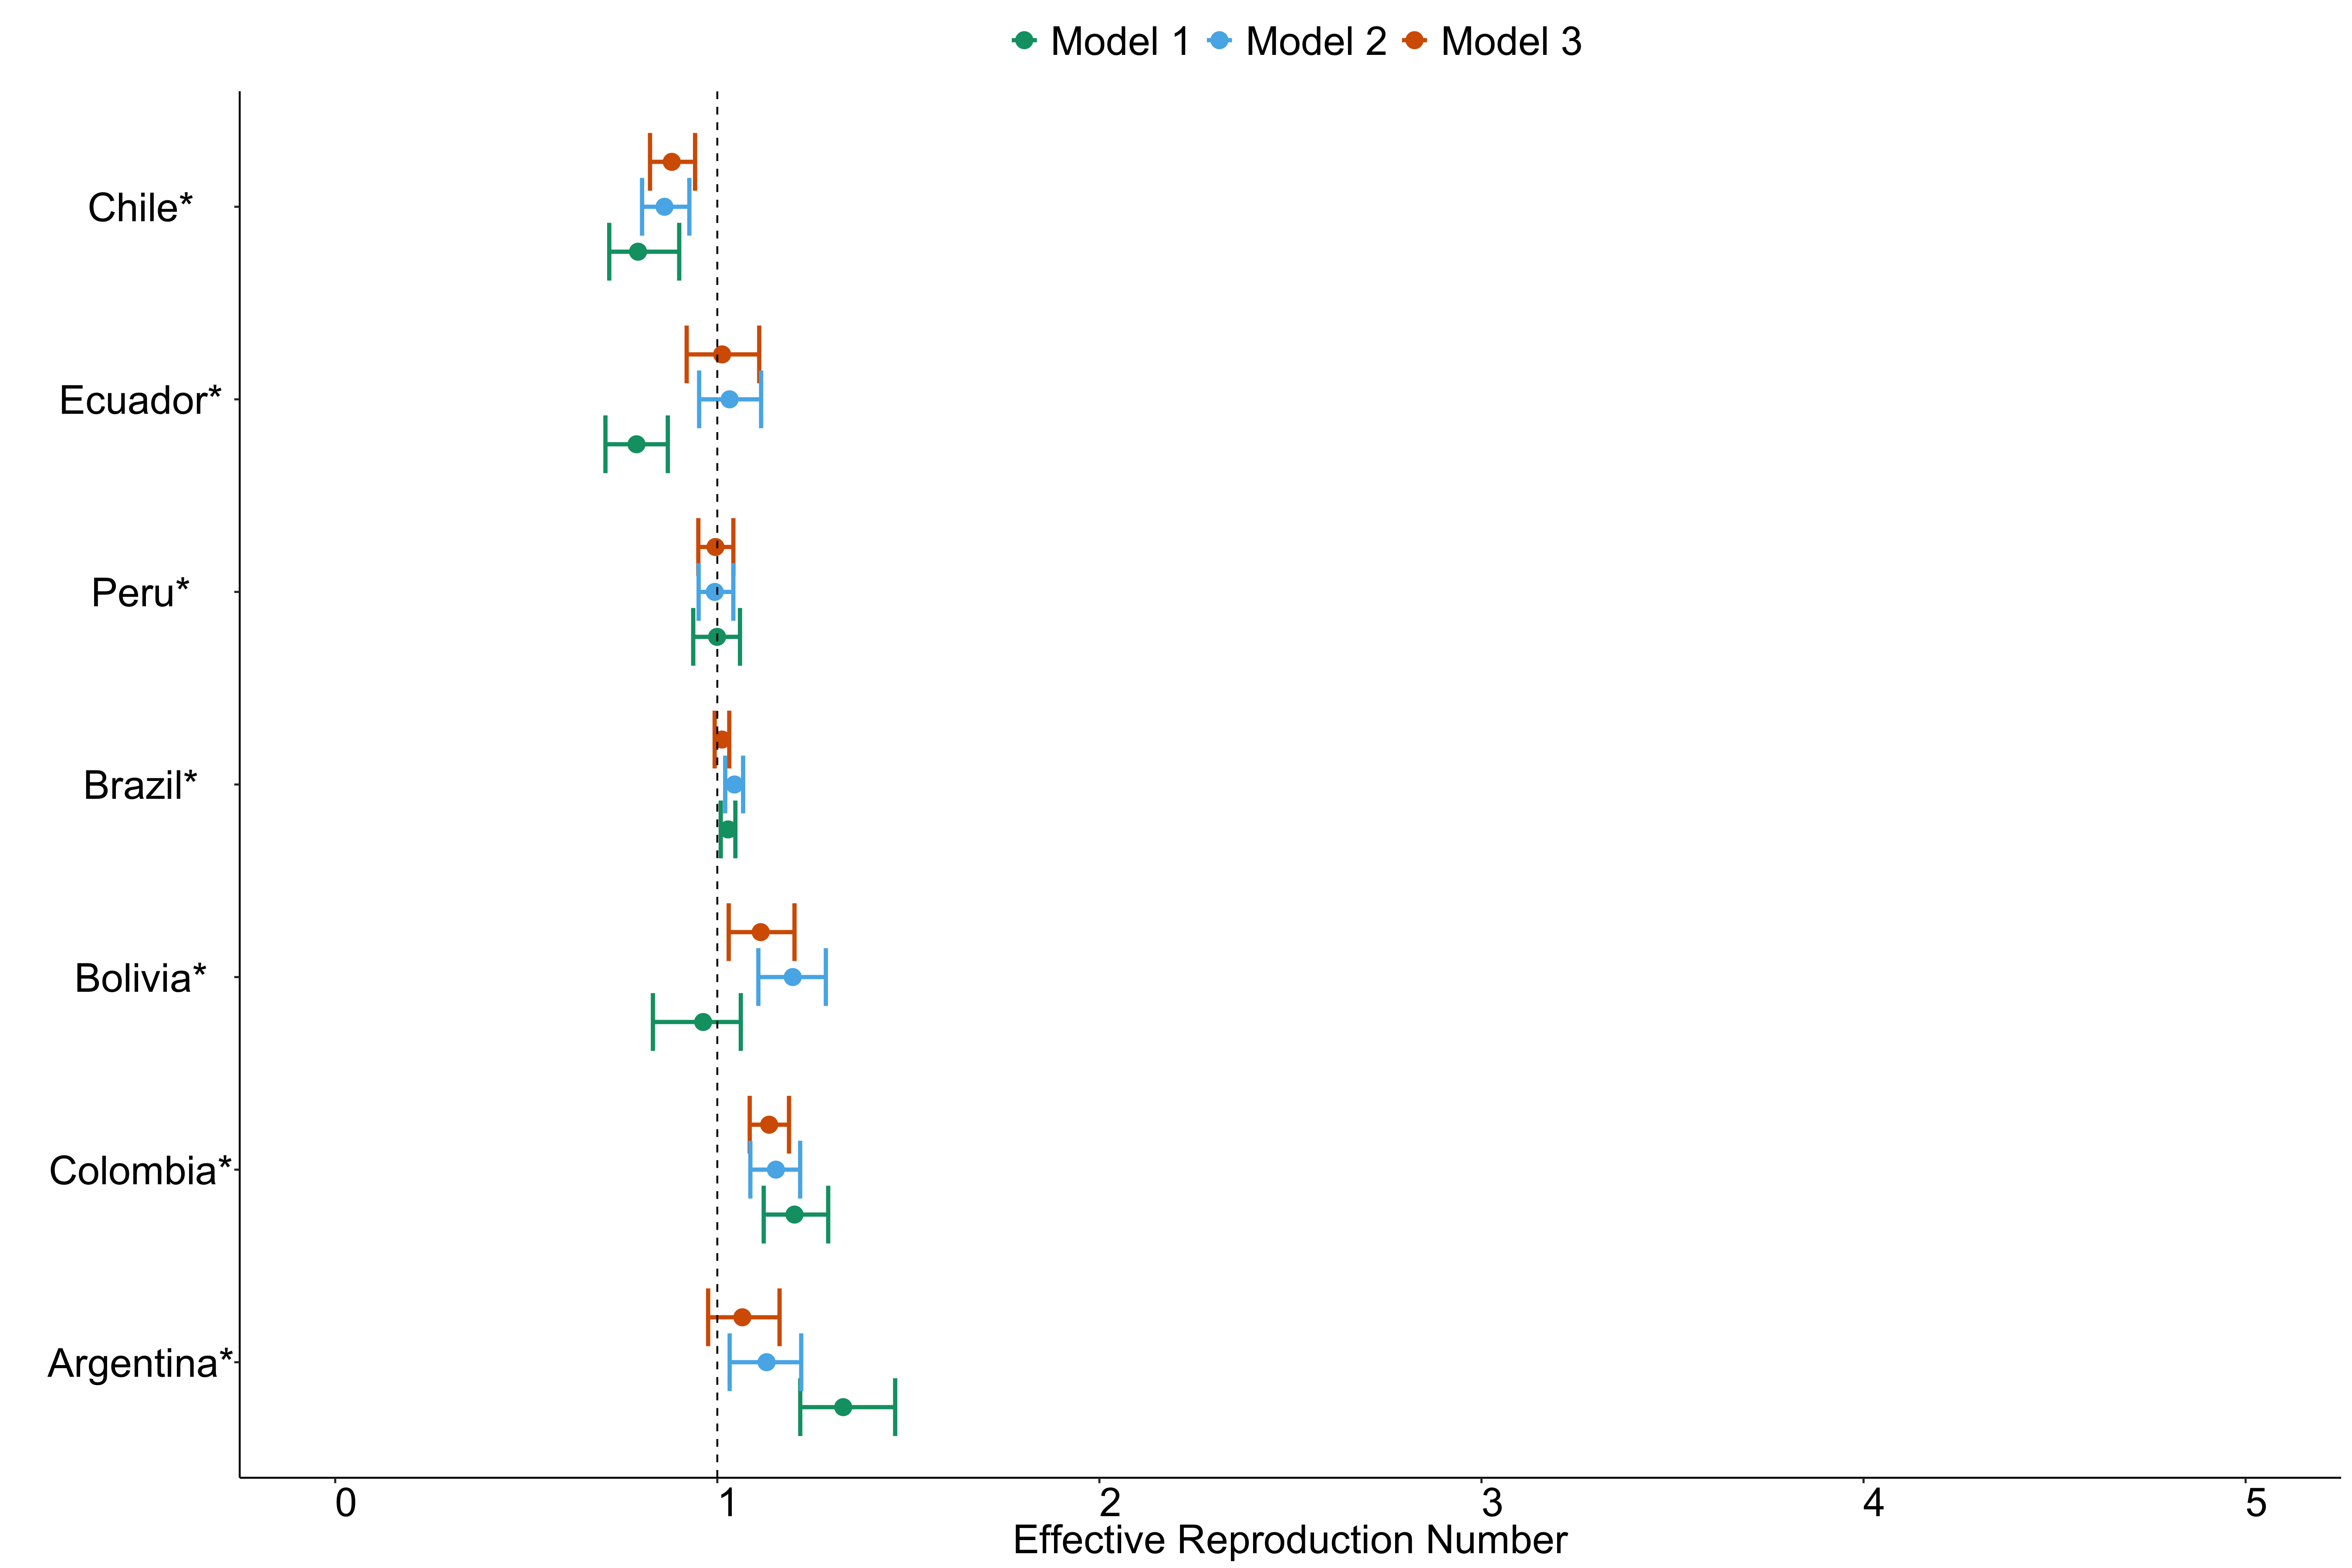 Model 1 Model 2 Model 3
Chile*
Ecuador*
Peru*
Brazil*
Bolivia*
Colombia*
Argentina*
0 1 2 3 4 5
Effective Reproduction Number